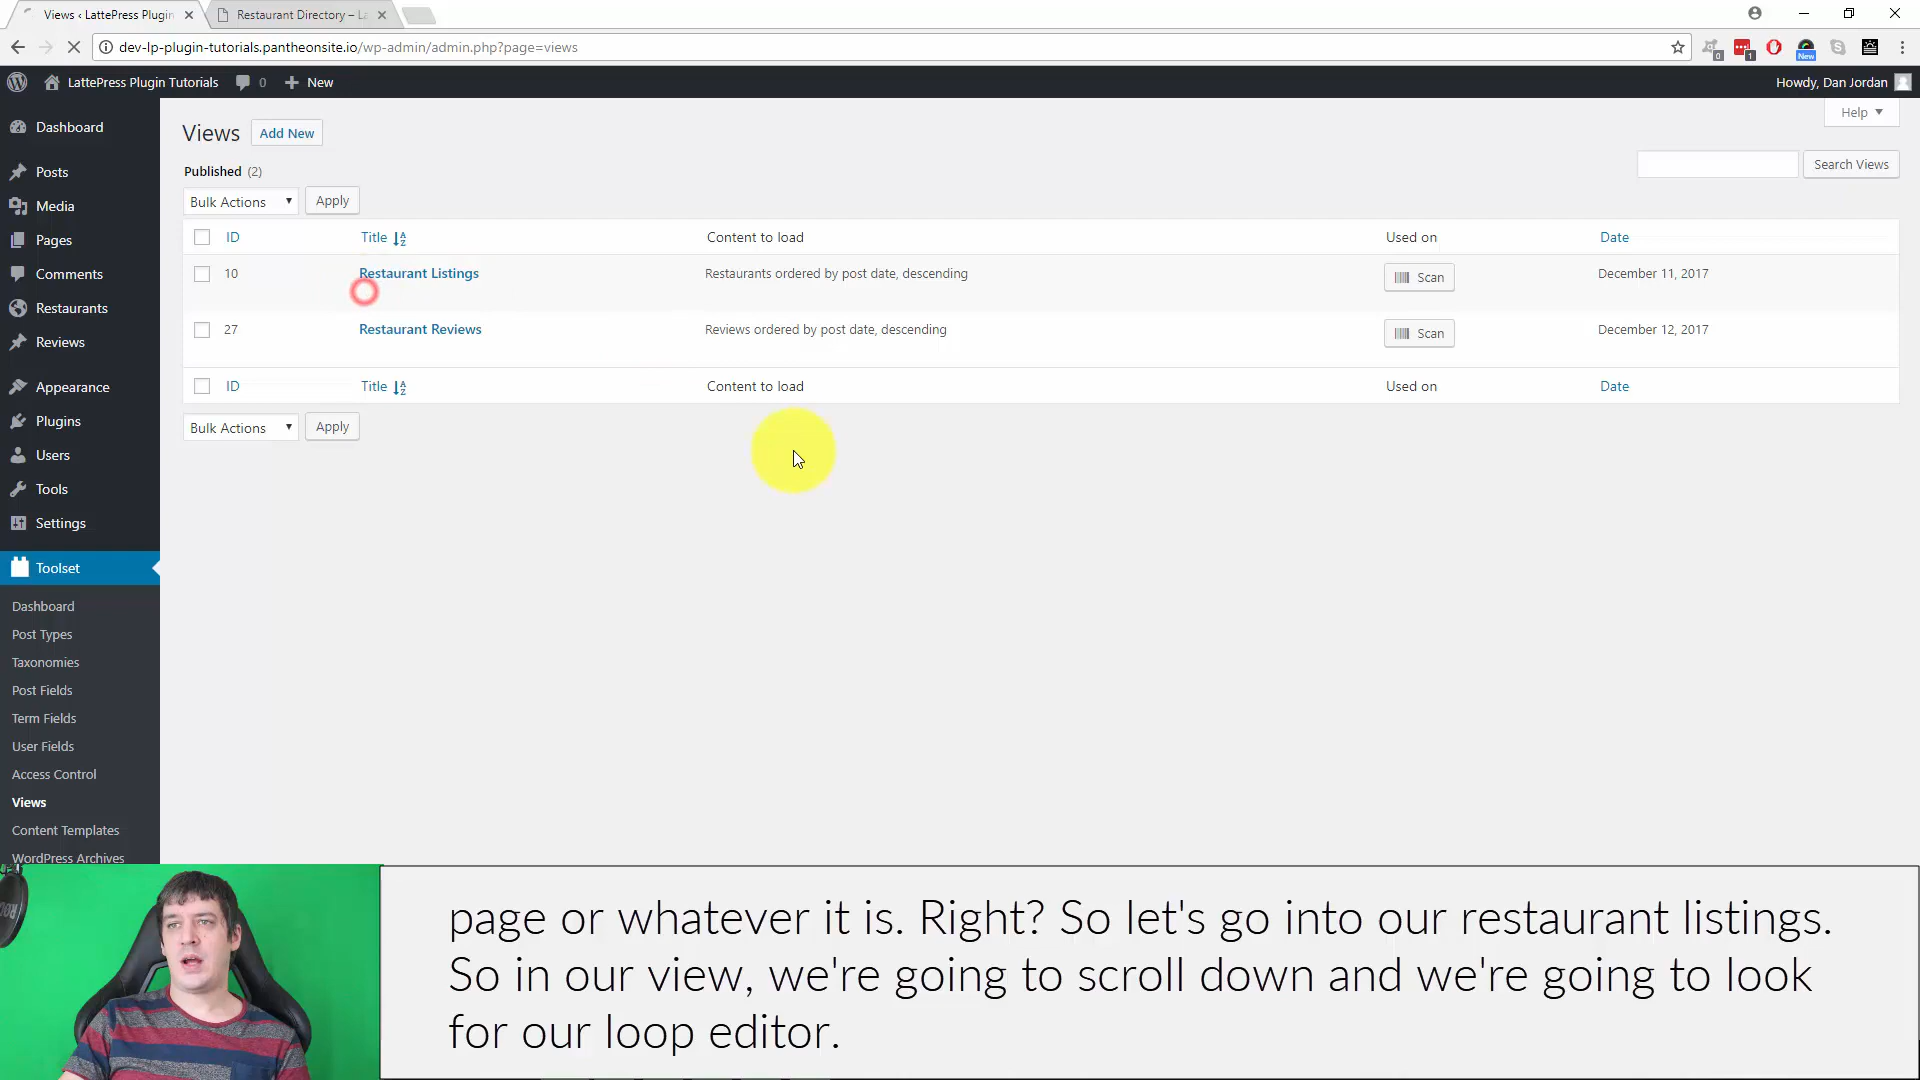 Views ‹ LattePress Plugin
Restaurant Directory – La
dev-lp-plugin-tutorials.pantheonsite.io/wp-admin/admin.php?page=views
0
1
New
LattePress Plugin Tutorials
0
New
Howdy, Dan Jordan
Dashboard
Posts
Media
Pages
Comments
Restaurants
Reviews
Appearance
Plugins
Users
Tools
Settings
Toolset
Dashboard
Post Types
Taxonomies
Post Fields
Term Fields
User Fields
Access Control
Views
Content Templates
WordPress Archives
Help
Views Add New
Published (2)
Search Views
Bulk Actions Apply
ID Title Content to load Used on Date
10 Restaurant Listings Restaurants ordered by post date, descending Scan December 11, 2017
27 Restaurant Reviews Reviews ordered by post date, descending Scan December 12, 2017
ID Title Content to load Used on Date
Bulk Actions Apply
page or whatever it is. Right? So let's go into our restaurant listings.
So in our view, we're going to scroll down and we're going to look
for our loop editor.